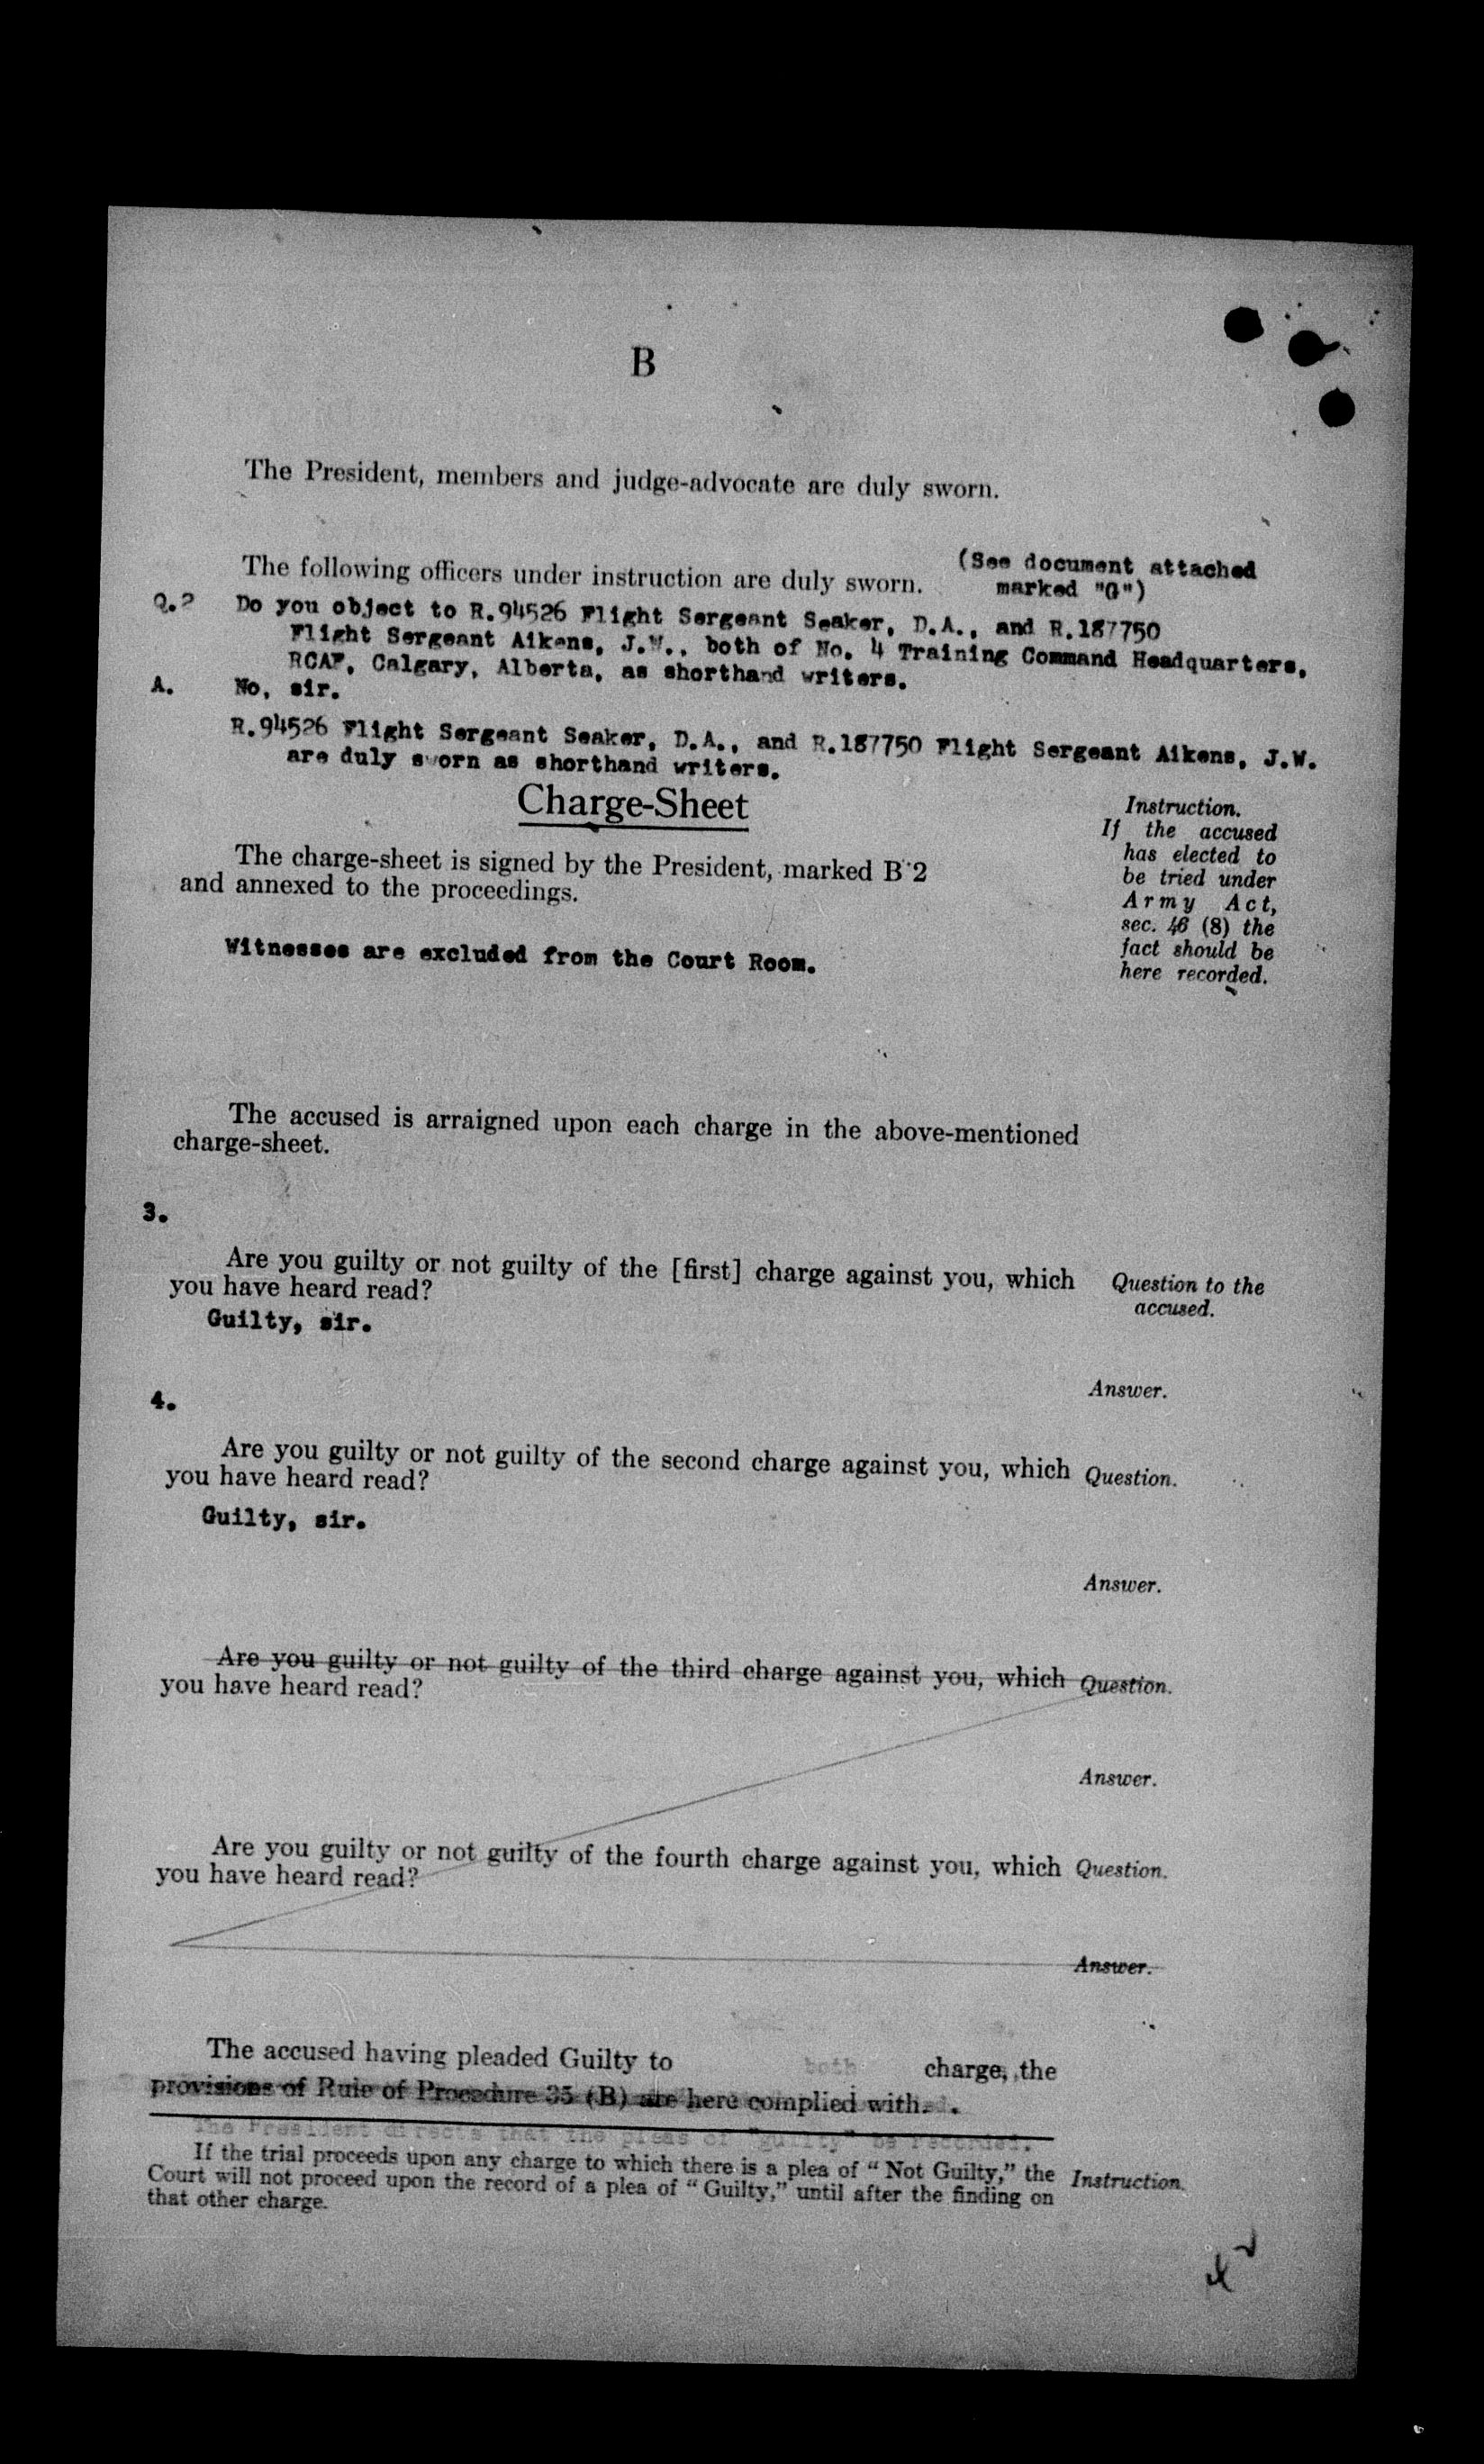 B
The President, members and judge-advocate are duly sworn.
The following officers under instruction are duly sworn. (See document attached
marked "G")
Q.2 Do you object to R.94526 Flight Sergeant Seaker, D.A., and R.187750
Flight Sergeant Aikens, J.W., both of No. 4 Training Command Headquarters,
RCAF, Calgary, Alberta, as shorthand writers.
A. No, sir.
R.94526 Flight Sergeant Seaker, D.A., and R.187750 Flight Sergeant Aikens, J.W.
are duly sworn as shorthand writers.
Charge-Sheet
The charge-sheet is signed by the President, marked B 2
and annexed to the proceedings.
Witnesses are excluded from the Court Room.
Instruction.
If the accused
has elected to
be tried under
Army Act,
sec. 46 (8) the
fact should be
here recorded.
The accused is arraigned upon each charge in the above-mentioned
charge-sheet.
3.
Are you guilty or not guilty of the [first] charge against you, which
you have heard read?
Question to the
accused.
Guilty, sir.
Answer.
4.
Are you guilty or not guilty of the second charge against you, which Question.
you have heard read?
Guilty, sir.
Answer.
Are you guilty or not guilty of the third charge against you, which Question.
you have heard read?
Answer.
Are you guilty or not guilty of the fourth charge against you, which Question.
you have heard read?
Answer.
The accused having pleaded Guilty to both charge, the
provisions of Rule of Procedure 35 (B) are here complied with.
The President directs that the pleas of "guilty" be recorded.
If the trial proceeds upon any charge to which there is a plea of “Not Guilty,” the Instruction.
Court will not proceed upon the record of a plea of “Guilty,” until after the finding on
that other charge.